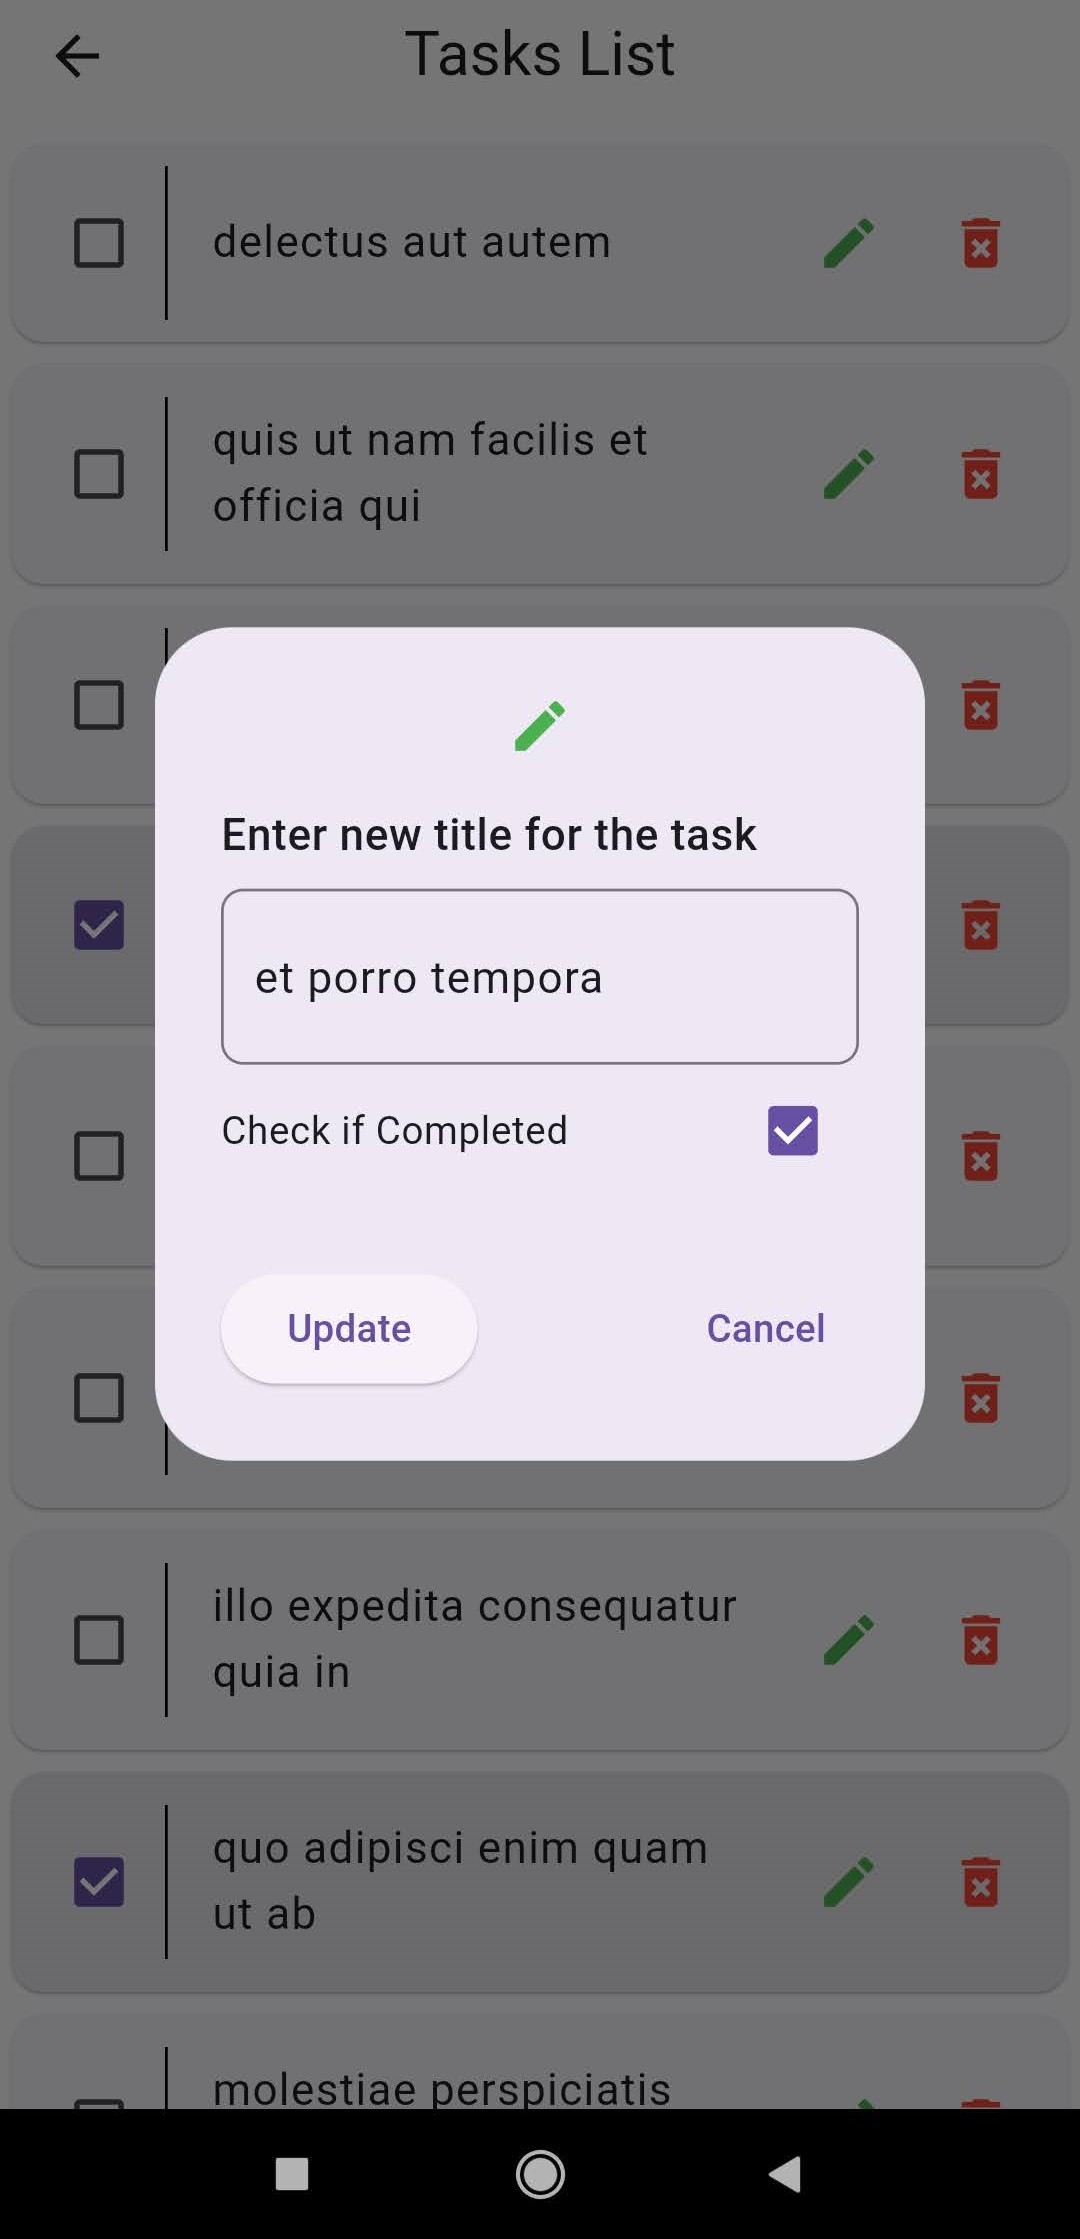 Tasks List
delectus aut autem
quis ut nam facilis et
officia qui
Enter new title for the task
et porro tempora
Check if Completed
Update
Cancel
illo expedita consequatur
quia in
quo adipisci enim quam
ut ab
molestiae perspiciatis